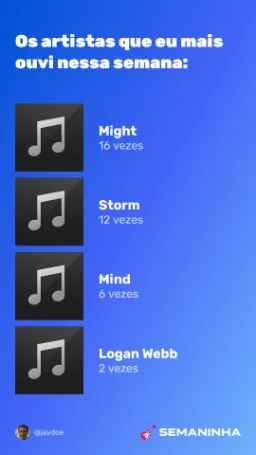 Os artistas que eu mais
ouvi nessa semana:
Might
16 vezes
Storm
12 vezes
Mind
6 vezes
Logan Webb
2 vezes
@jaydoe
SEMANINHA